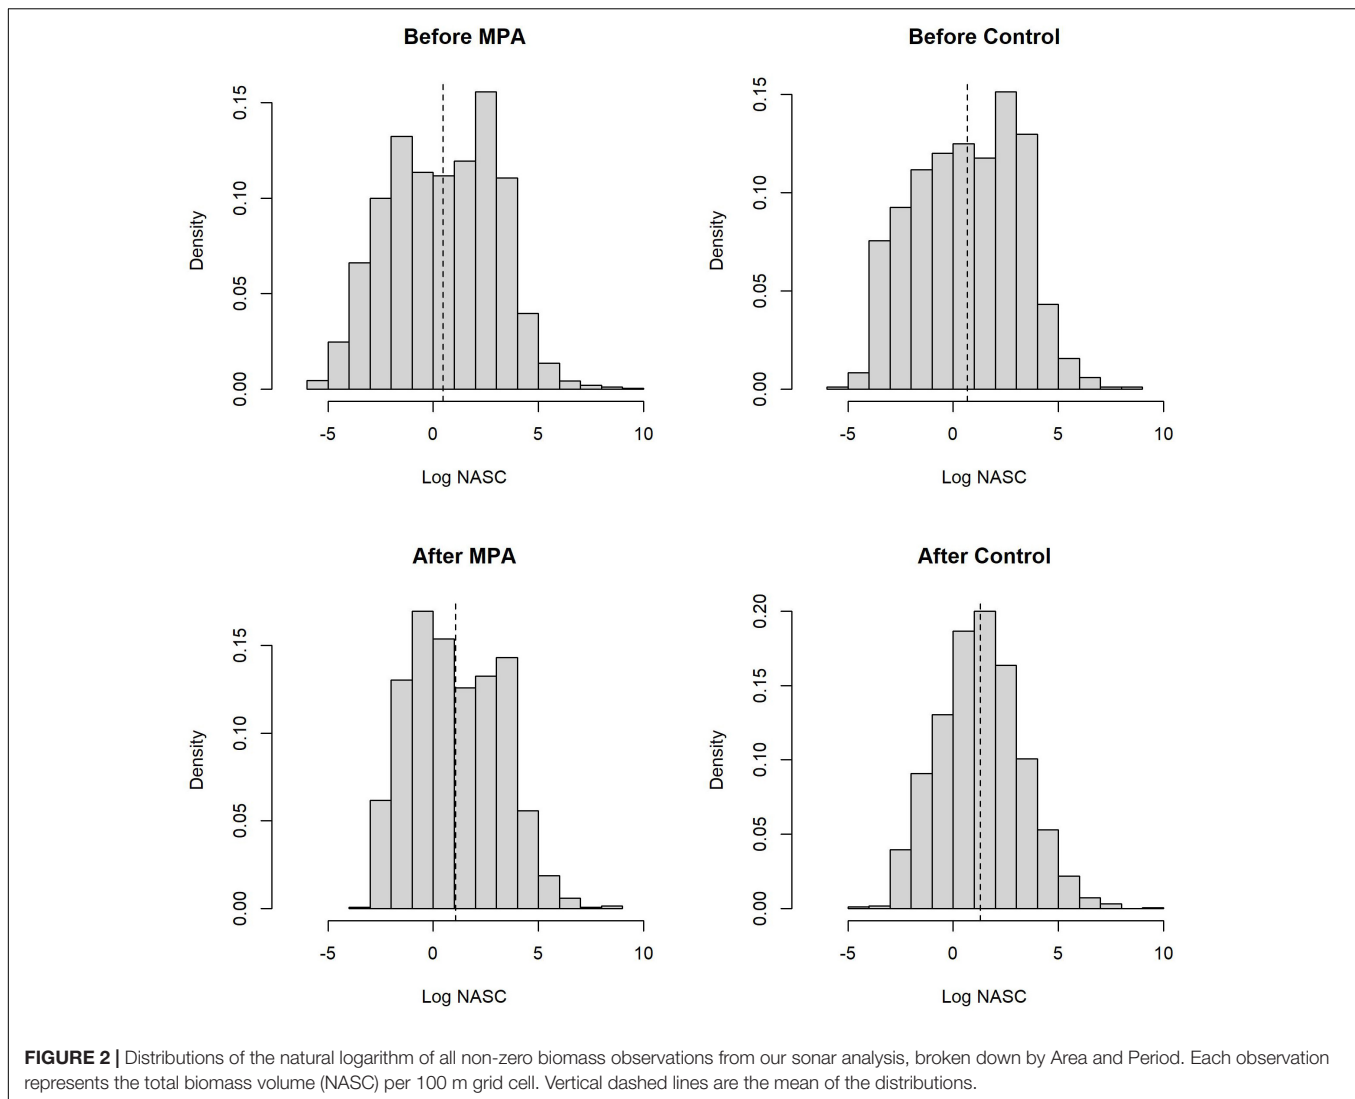 Before MPA
Density
0.00 0.05 0.10 0.15
-5 0 5 10
Log NASC
Before Control
Density
0.00 0.05 0.10 0.15
-5 0 5 10
Log NASC
After MPA
Density
0.00 0.05 0.10 0.15
-5 0 5 10
Log NASC
After Control
Density
0.00 0.05 0.10 0.15 0.20
-5 0 5 10
Log NASC
FIGURE 2 | Distributions of the natural logarithm of all non-zero biomass observations from our sonar analysis, broken down by Area and Period. Each observation
represents the total biomass volume (NASC) per 100 m grid cell. Vertical dashed lines are the mean of the distributions.